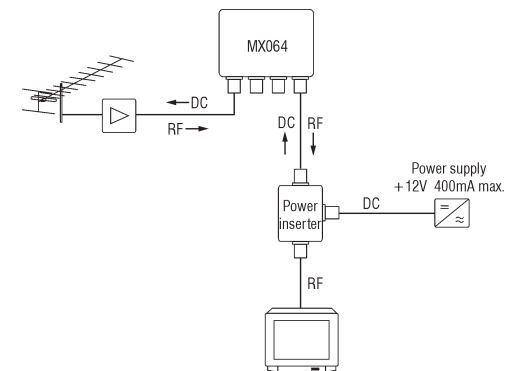 MX064
DC
RF
DC RF
Power supply
+12V 400mA max.
Power
inserter
DC
RF